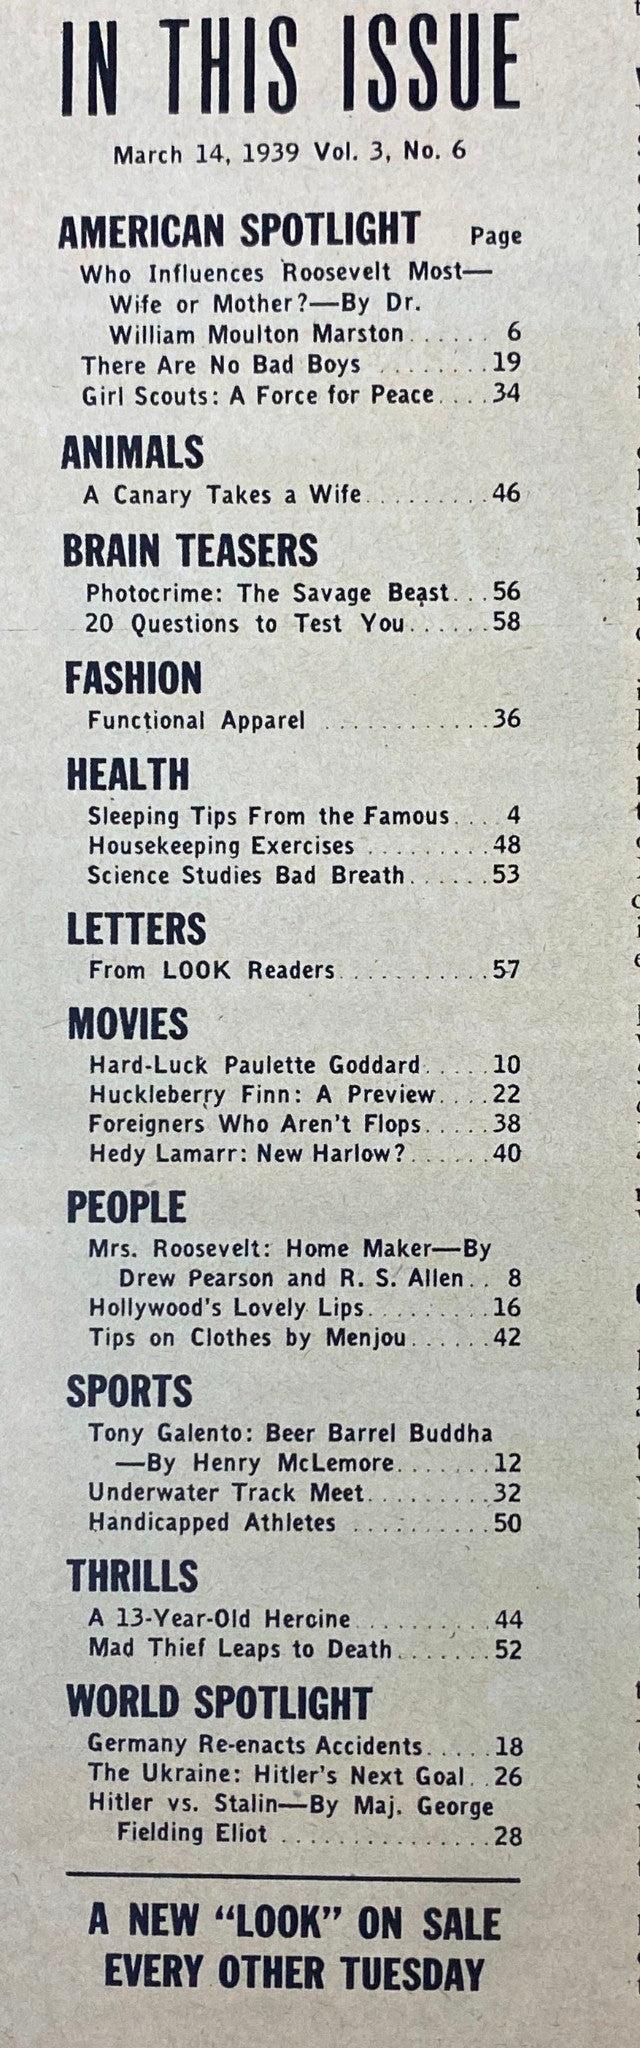 IN THIS ISSUE
March 14, 1939 Vol. 3, No. 6
AMERICAN SPOTLIGHT Page
Who Influences Roosevelt Most—
Wife or Mother?—By Dr.
William Moulton Marston...... 6
There Are No Bad Boys ........19
Girl Scouts: A Force for Peace....34
ANIMALS
A Canary Takes a Wife.........46
BRAIN TEASERS
Photocrime: The Savage Beast...56
20 Questions to Test You......58
FASHION
Functional Apparel ............36
HEALTH
Sleeping Tips From the Famous.... 4
Housekeeping Exercises .........48
Science Studies Bad Breath......53
LETTERS
From LOOK Readers...........57
MOVIES
Hard-Luck Paulette Goddard.....10
Huckleberry Finn: A Preview....22
Foreigners Who Aren't Flops.....38
Hedy Lamarr: New Harlow?......40
PEOPLE
Mrs. Roosevelt: Home Maker—By
Drew Pearson and R. S. Allen.. 8
Hollywood's Lovely Lips.........16
Tips on Clothes by Menjou......42
SPORTS
Tony Galento: Beer Barrel Buddha
—By Henry McLemore.......12
Underwater Track Meet.........32
Handicapped Athletes ..........50
THRILLS
A 13-Year-Old Heroine..........44
Mad Thief Leaps to Death.......52
WORLD SPOTLIGHT
Germany Re-enacts Accidents.....18
The Ukraine: Hitler's Next Goal..26
Hitler vs. Stalin—By Maj. George
Fielding Eliot ................28
A NEW “LOOK” ON SALE
EVERY OTHER TUESDAY